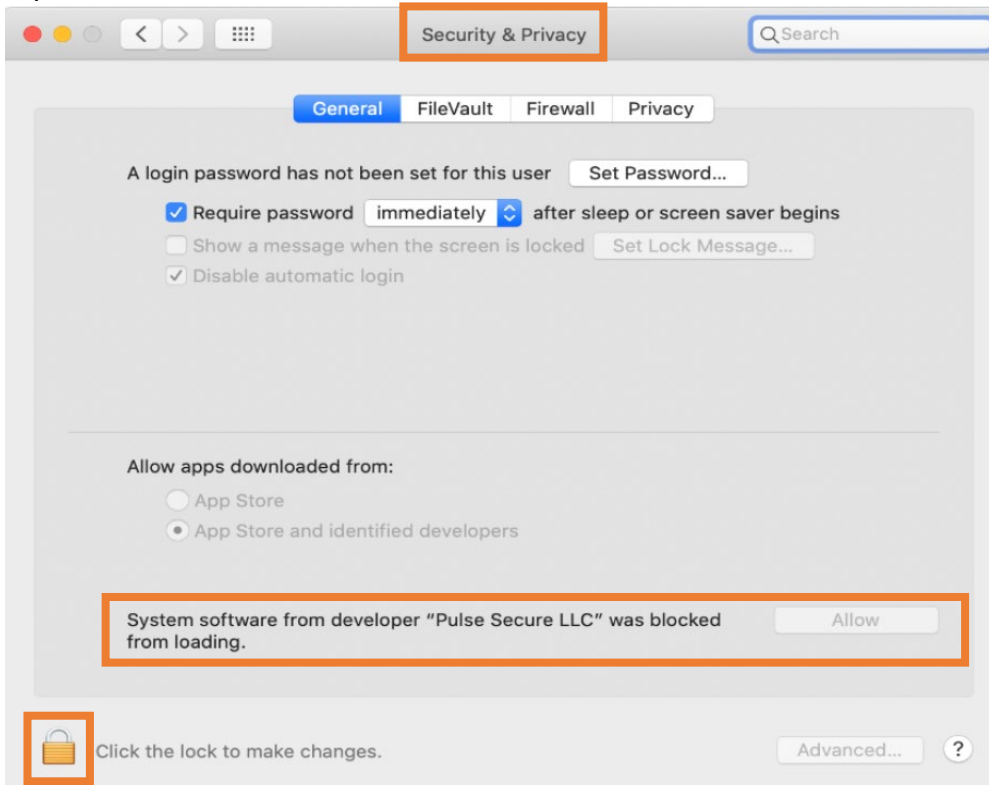 Security & Privacy
Search
General FileVault Firewall Privacy
A login password has not been set for this user Set Password...
Require password immediately after sleep or screen saver begins
Show a message when the screen is locked Set Lock Message...
Disable automatic login
Allow apps downloaded from:
App Store
App Store and identified developers
System software from developer “Pulse Secure LLC” was blocked Allow
from loading.
Click the lock to make changes. Advanced... ?